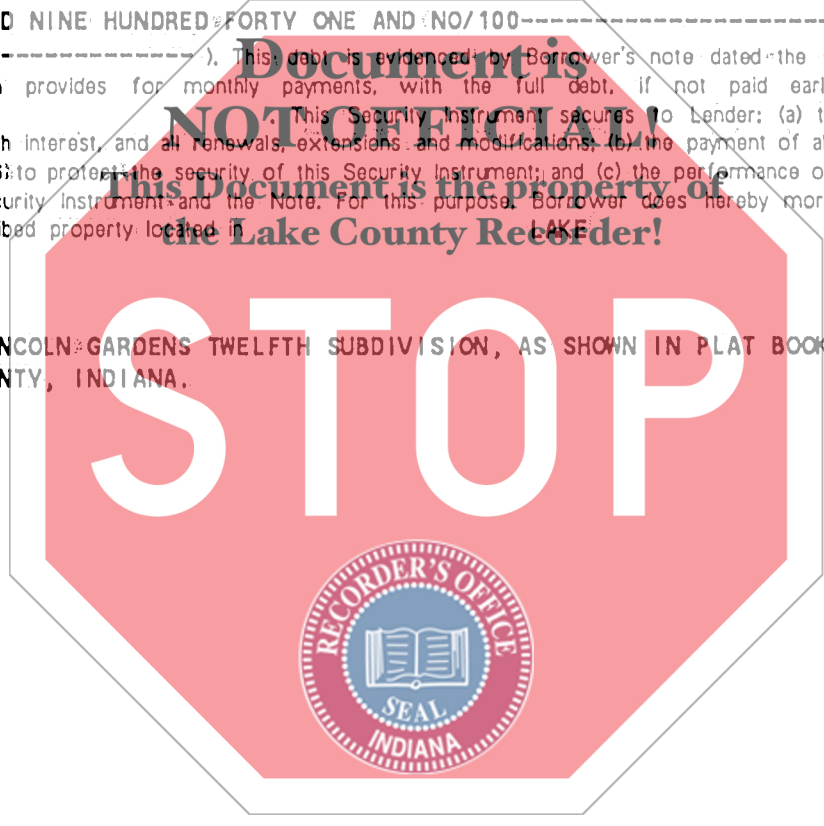 D NINE HUNDRED FORTY ONE AND NO/100------------------------
----------------- ). This debt is evidenced by Borrower's note dated the
provides for monthly payments, with the full debt, if not paid earl
. This Security Instrument secures to Lender: (a) t
h interest, and all renewals, extensions and modifications; (b) the payment of al
to protect the security of this Security Instrument; and (c) the performance o
curity Instrument and the Note. For this purpose, Borrower does hereby mor
bed property located in LAKE
NCOLN GARDENS TWELFTH SUBDIVISION, AS SHOWN IN PLAT BOOK
NTY, INDIANA.
Document is
NOT OFFICIAL!
This Document is the property of
the Lake County Recorder!
STOP
RECORDER'S OFFICE
SEAL
INDIANA